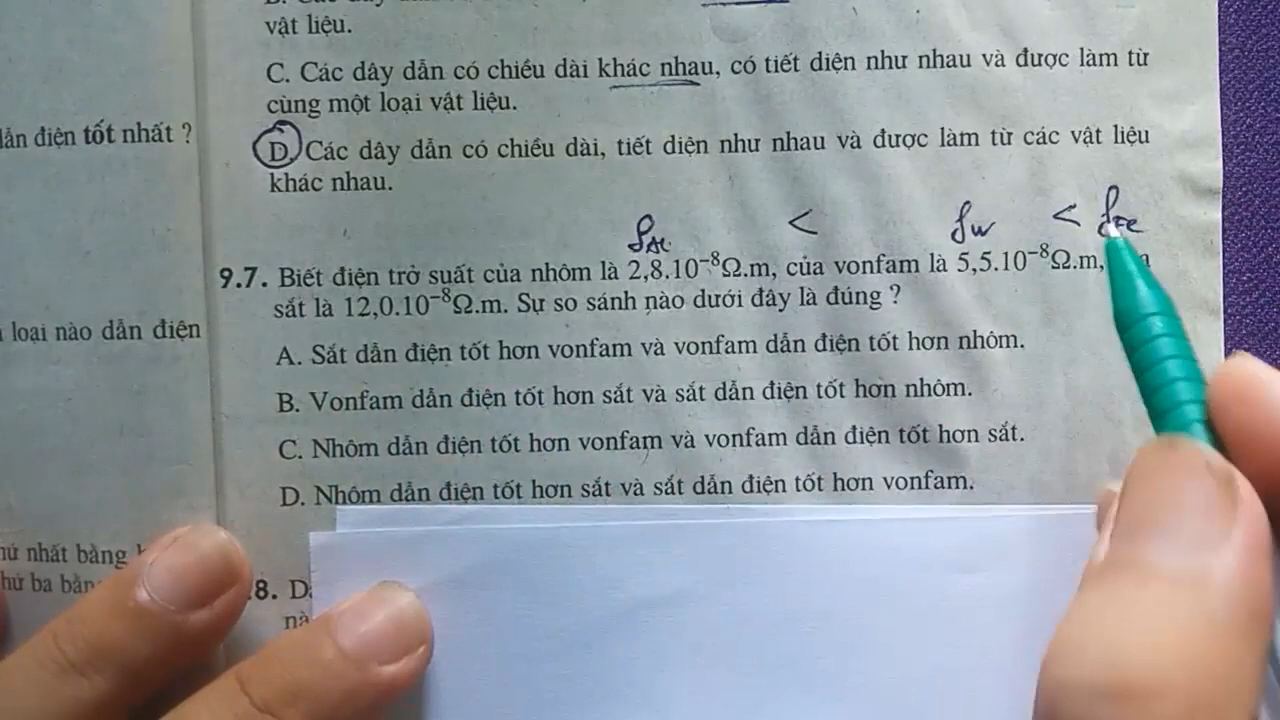 vật liệu.
C. Các dây dẫn có chiều dài khác nhau, có tiết diện như nhau và được làm từ
cùng một loại vật liệu.
dẫn điện tốt nhất ?
D. Các dây dẫn có chiều dài, tiết diện như nhau và được làm từ các vật liệu
khác nhau.
ρAl < ρW < ρFe
9.7. Biết điện trở suất của nhôm là 2,8.10⁻⁸Ω.m, của vonfam là 5,5.10⁻⁸Ω.m,
sắt là 12,0.10⁻⁸Ω.m. Sự so sánh nào dưới đây là đúng ?
loại nào dẫn điện
A. Sắt dẫn điện tốt hơn vonfam và vonfam dẫn điện tốt hơn nhôm.
B. Vonfam dẫn điện tốt hơn sắt và sắt dẫn điện tốt hơn nhôm.
C. Nhôm dẫn điện tốt hơn vonfam và vonfam dẫn điện tốt hơn sắt.
D. Nhôm dẫn điện tốt hơn sắt và sắt dẫn điện tốt hơn vonfam.
nhất bằng
ba bằng
8.